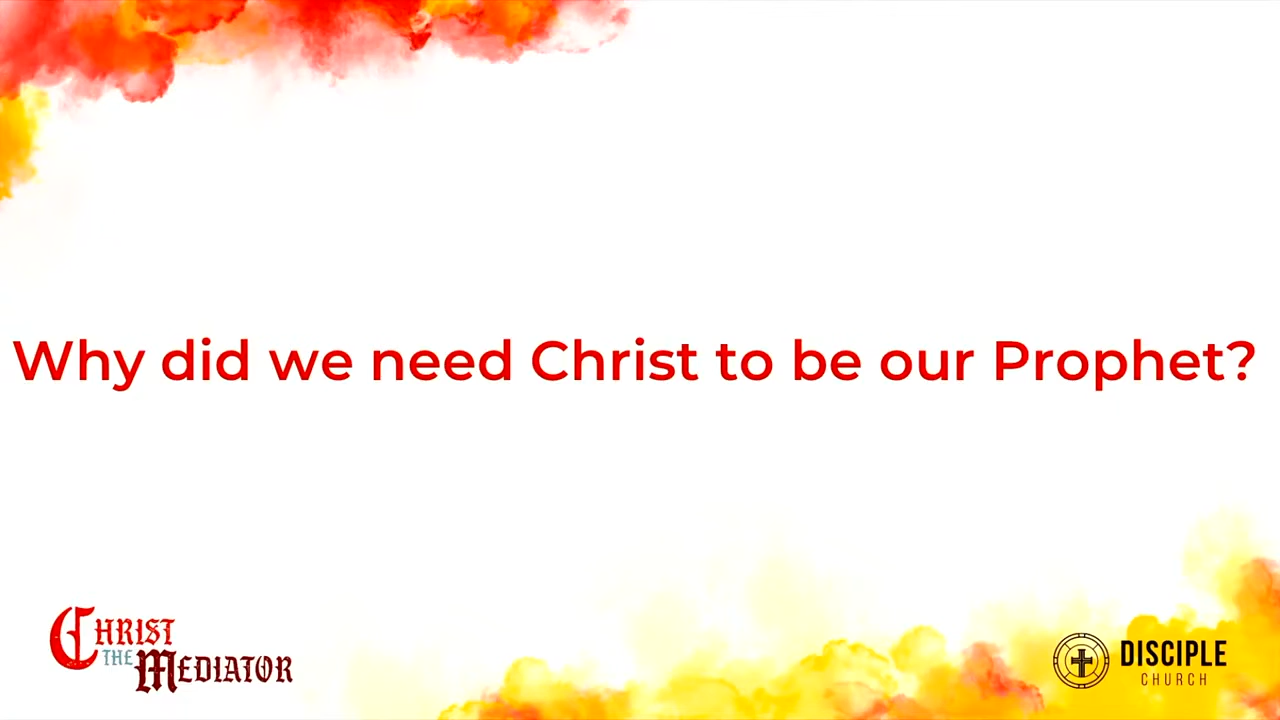 Why did we need Christ to be our Prophet?
CHRIST
THE MEDIATOR
DISCIPLE
CHURCH